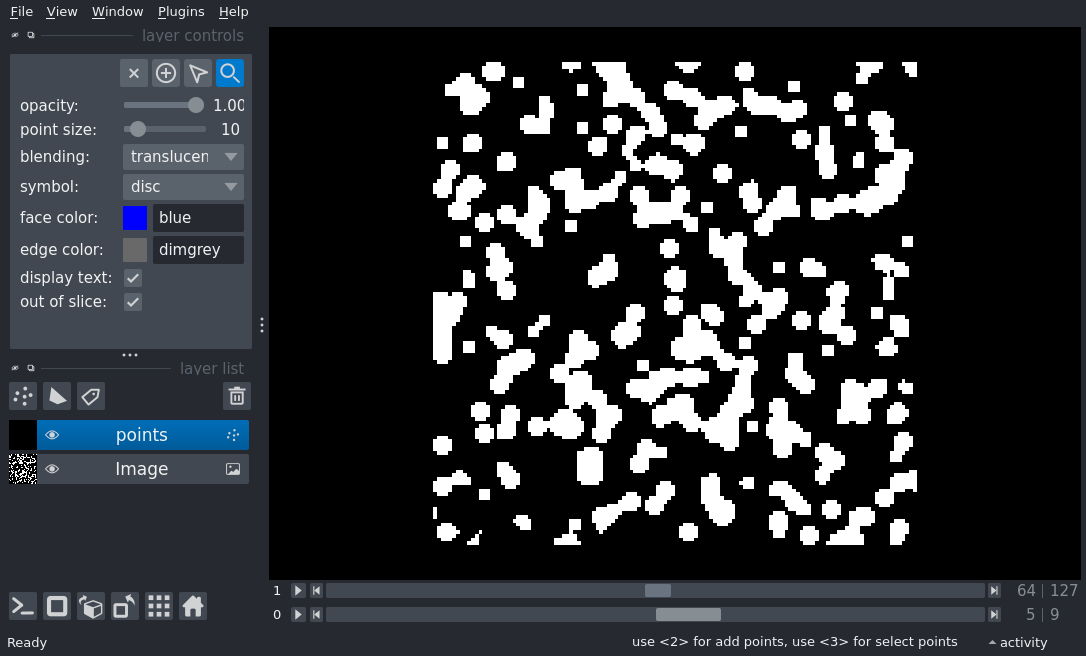 File View Window Plugins Help
layer controls
opacity: 1.00
point size: 10
blending: translucen
symbol: disc
face color: blue
edge color: dimgrey
display text:
out of slice:
layer list
points
Image
1 64 127
0 5 9
Ready use <2> for add points, use <3> for select points activity